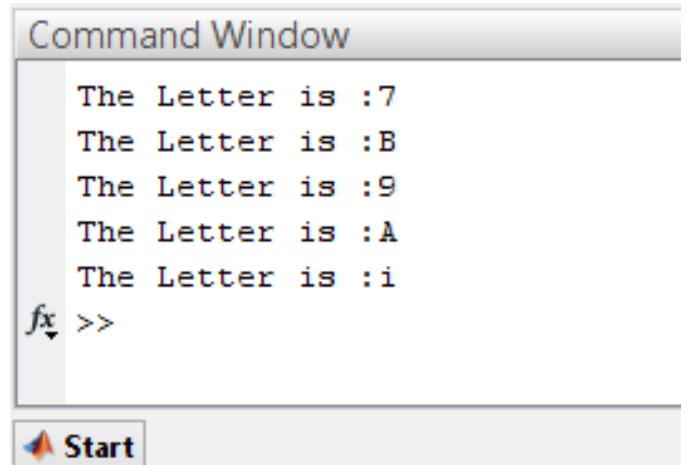 Command Window
The Letter is :7
The Letter is :B
The Letter is :9
The Letter is :A
The Letter is :i
fx >>
Start